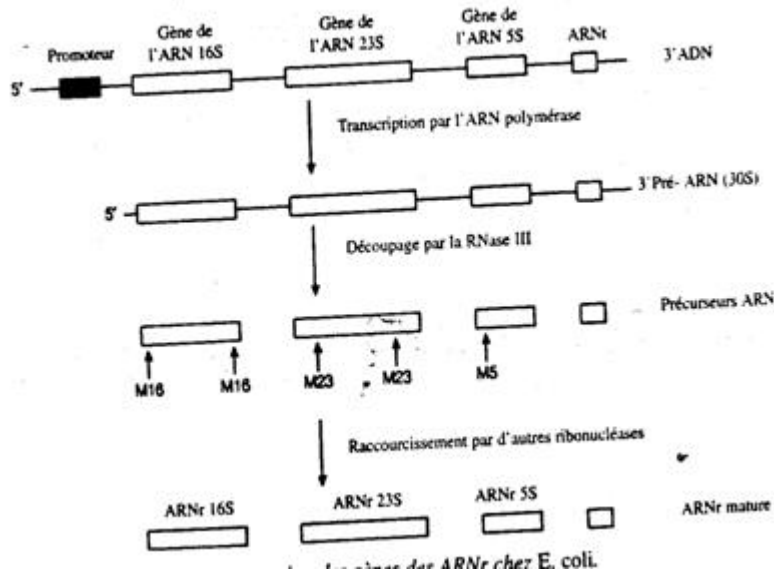 Promoteur
Gène de
l'ARN 16S
Gène de
l'ARN 23S
Gène de
l'ARN 5S
ARNt
5'
3'ADN
Transcription par l'ARN polymérase
5'
3'Pré- ARN (30S)
Découpage par la RNase III
Précurseurs ARN
M16
M16
M23
M23
M5
Raccourcissement par d'autres ribonucléases
ARNr 16S
ARNr 23S
ARNr 5S
ARNr mature
gènes des ARNr chez E. coli.